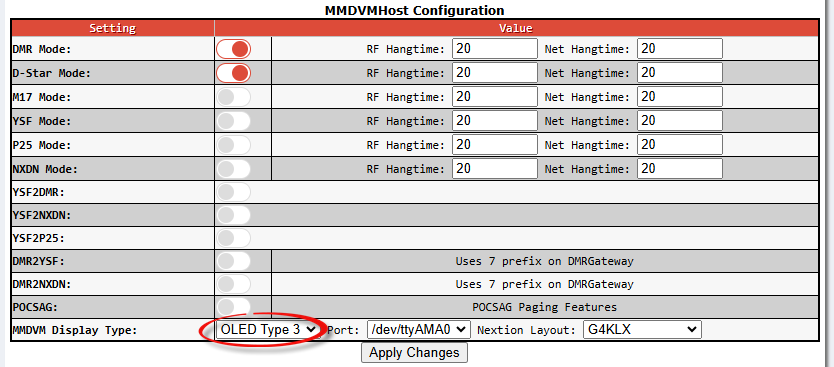 MMDVMHost Configuration
Setting Value
DMR Mode: RF Hangtime: 20 Net Hangtime: 20
D-Star Mode: RF Hangtime: 20 Net Hangtime: 20
M17 Mode: RF Hangtime: 20 Net Hangtime: 20
YSF Mode: RF Hangtime: 20 Net Hangtime: 20
P25 Mode: RF Hangtime: 20 Net Hangtime: 20
NXDN Mode: RF Hangtime: 20 Net Hangtime: 20
YSF2DMR:
YSF2NXDN:
YSF2P25:
DMR2YSF: Uses 7 prefix on DMRGateway
DMR2NXDN: Uses 7 prefix on DMRGateway
POCSAG: POCSAG Paging Features
MMDVM Display Type: OLED Type 3 Port: /dev/ttyAMA0 Nextion Layout: G4KLX
Apply Changes